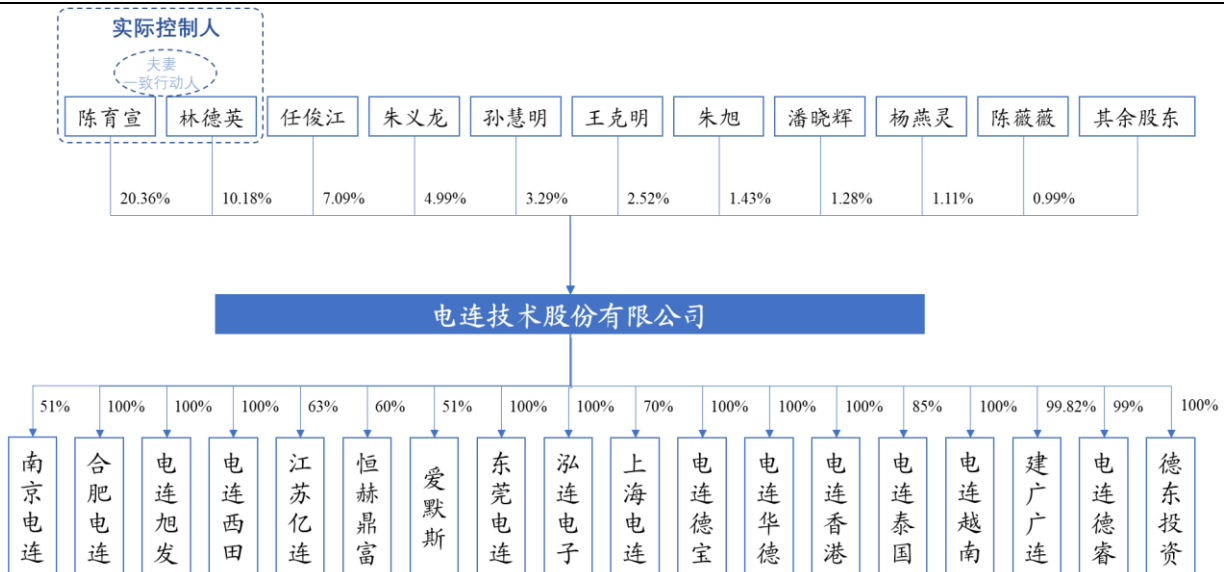 实际控制人
夫妻
一致行动人
陈育宣
林德英
任俊江
朱义龙
孙慧明
王克明
朱旭
潘晓辉
杨燕灵
陈薇薇
其余股东
20.36%
10.18%
7.09%
4.99%
3.29%
2.52%
1.43%
1.28%
1.11%
0.99%
电连技术股份有限公司
51%
100%
100%
100%
63%
60%
51%
100%
100%
70%
100%
100%
100%
85%
100%
99.82%
99%
100%
南京电连
合肥电连
电连旭发
电连西田
江苏亿连
恒赫鼎富
爱默斯
东莞电连
泓连电子
上海电连
电连德宝
电连华德
电连香港
电连泰国
电连越南
建广广连
电连德睿
德东投资